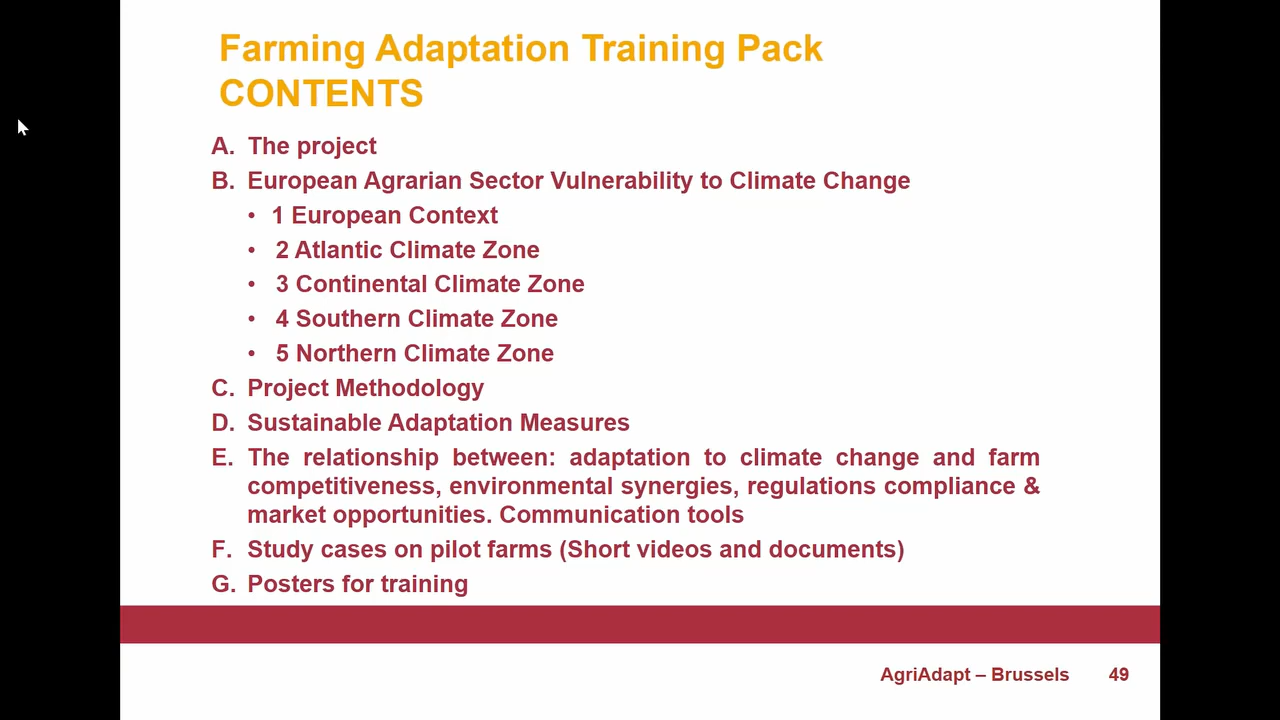 Farming Adaptation Training Pack
CONTENTS
A. The project
B. European Agrarian Sector Vulnerability to Climate Change
• 1 European Context
• 2 Atlantic Climate Zone
• 3 Continental Climate Zone
• 4 Southern Climate Zone
• 5 Northern Climate Zone
C. Project Methodology
D. Sustainable Adaptation Measures
E. The relationship between: adaptation to climate change and farm
competitiveness, environmental synergies, regulations compliance &
market opportunities. Communication tools
F. Study cases on pilot farms (Short videos and documents)
G. Posters for training
AgriAdapt – Brussels 49